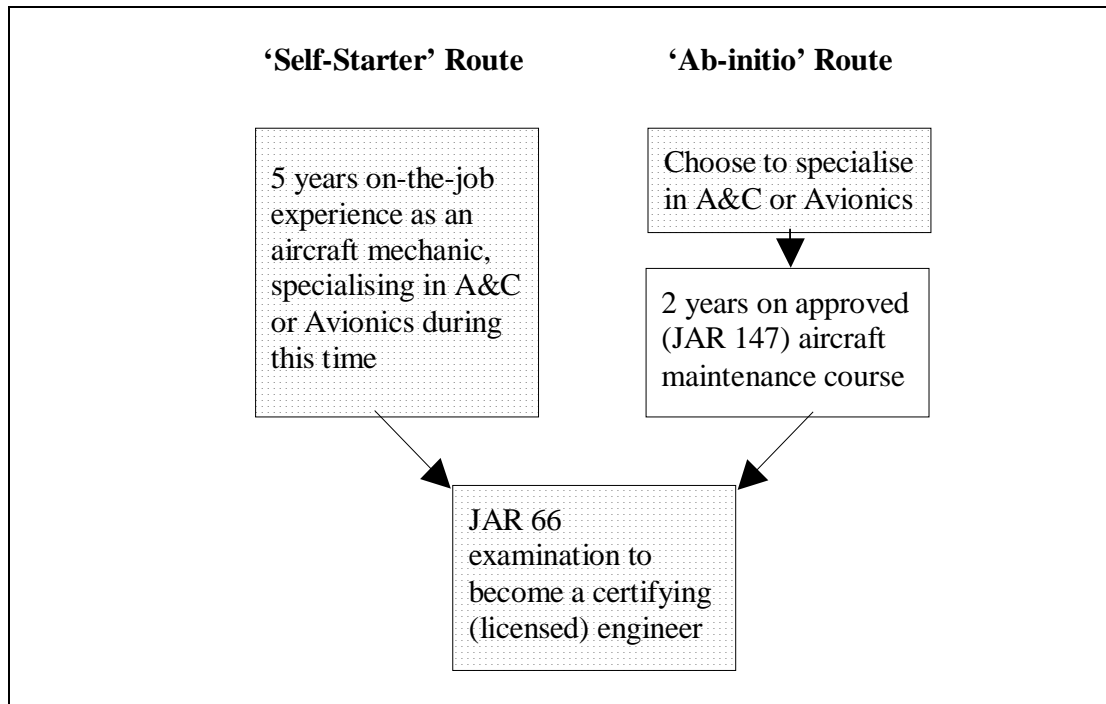 ‘Self-Starter’ Route
‘Ab-initio’ Route
5 years on-the-job
experience as an
aircraft mechanic,
specialising in A&C
or Avionics during
this time
Choose to specialise
in A&C or Avionics
2 years on approved
(JAR 147) aircraft
maintenance course
JAR 66
examination to
become a certifying
(licensed) engineer